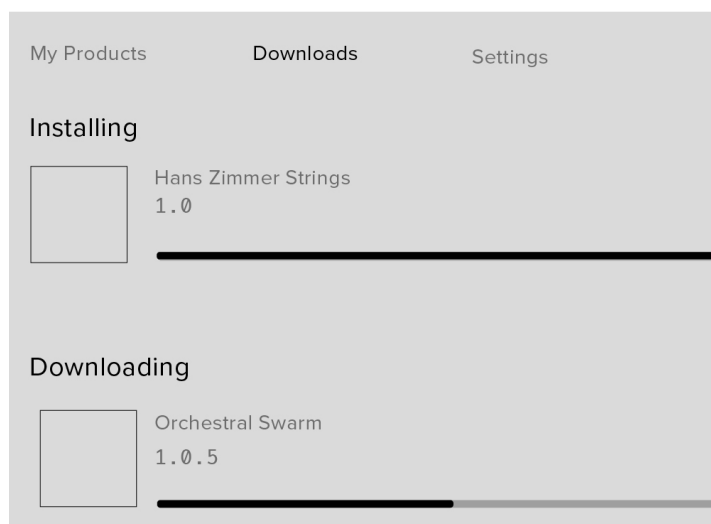 My Products
Downloads
Settings
Installing
Hans Zimmer Strings
1.0
Downloading
Orchestral Swarm
1.0.5